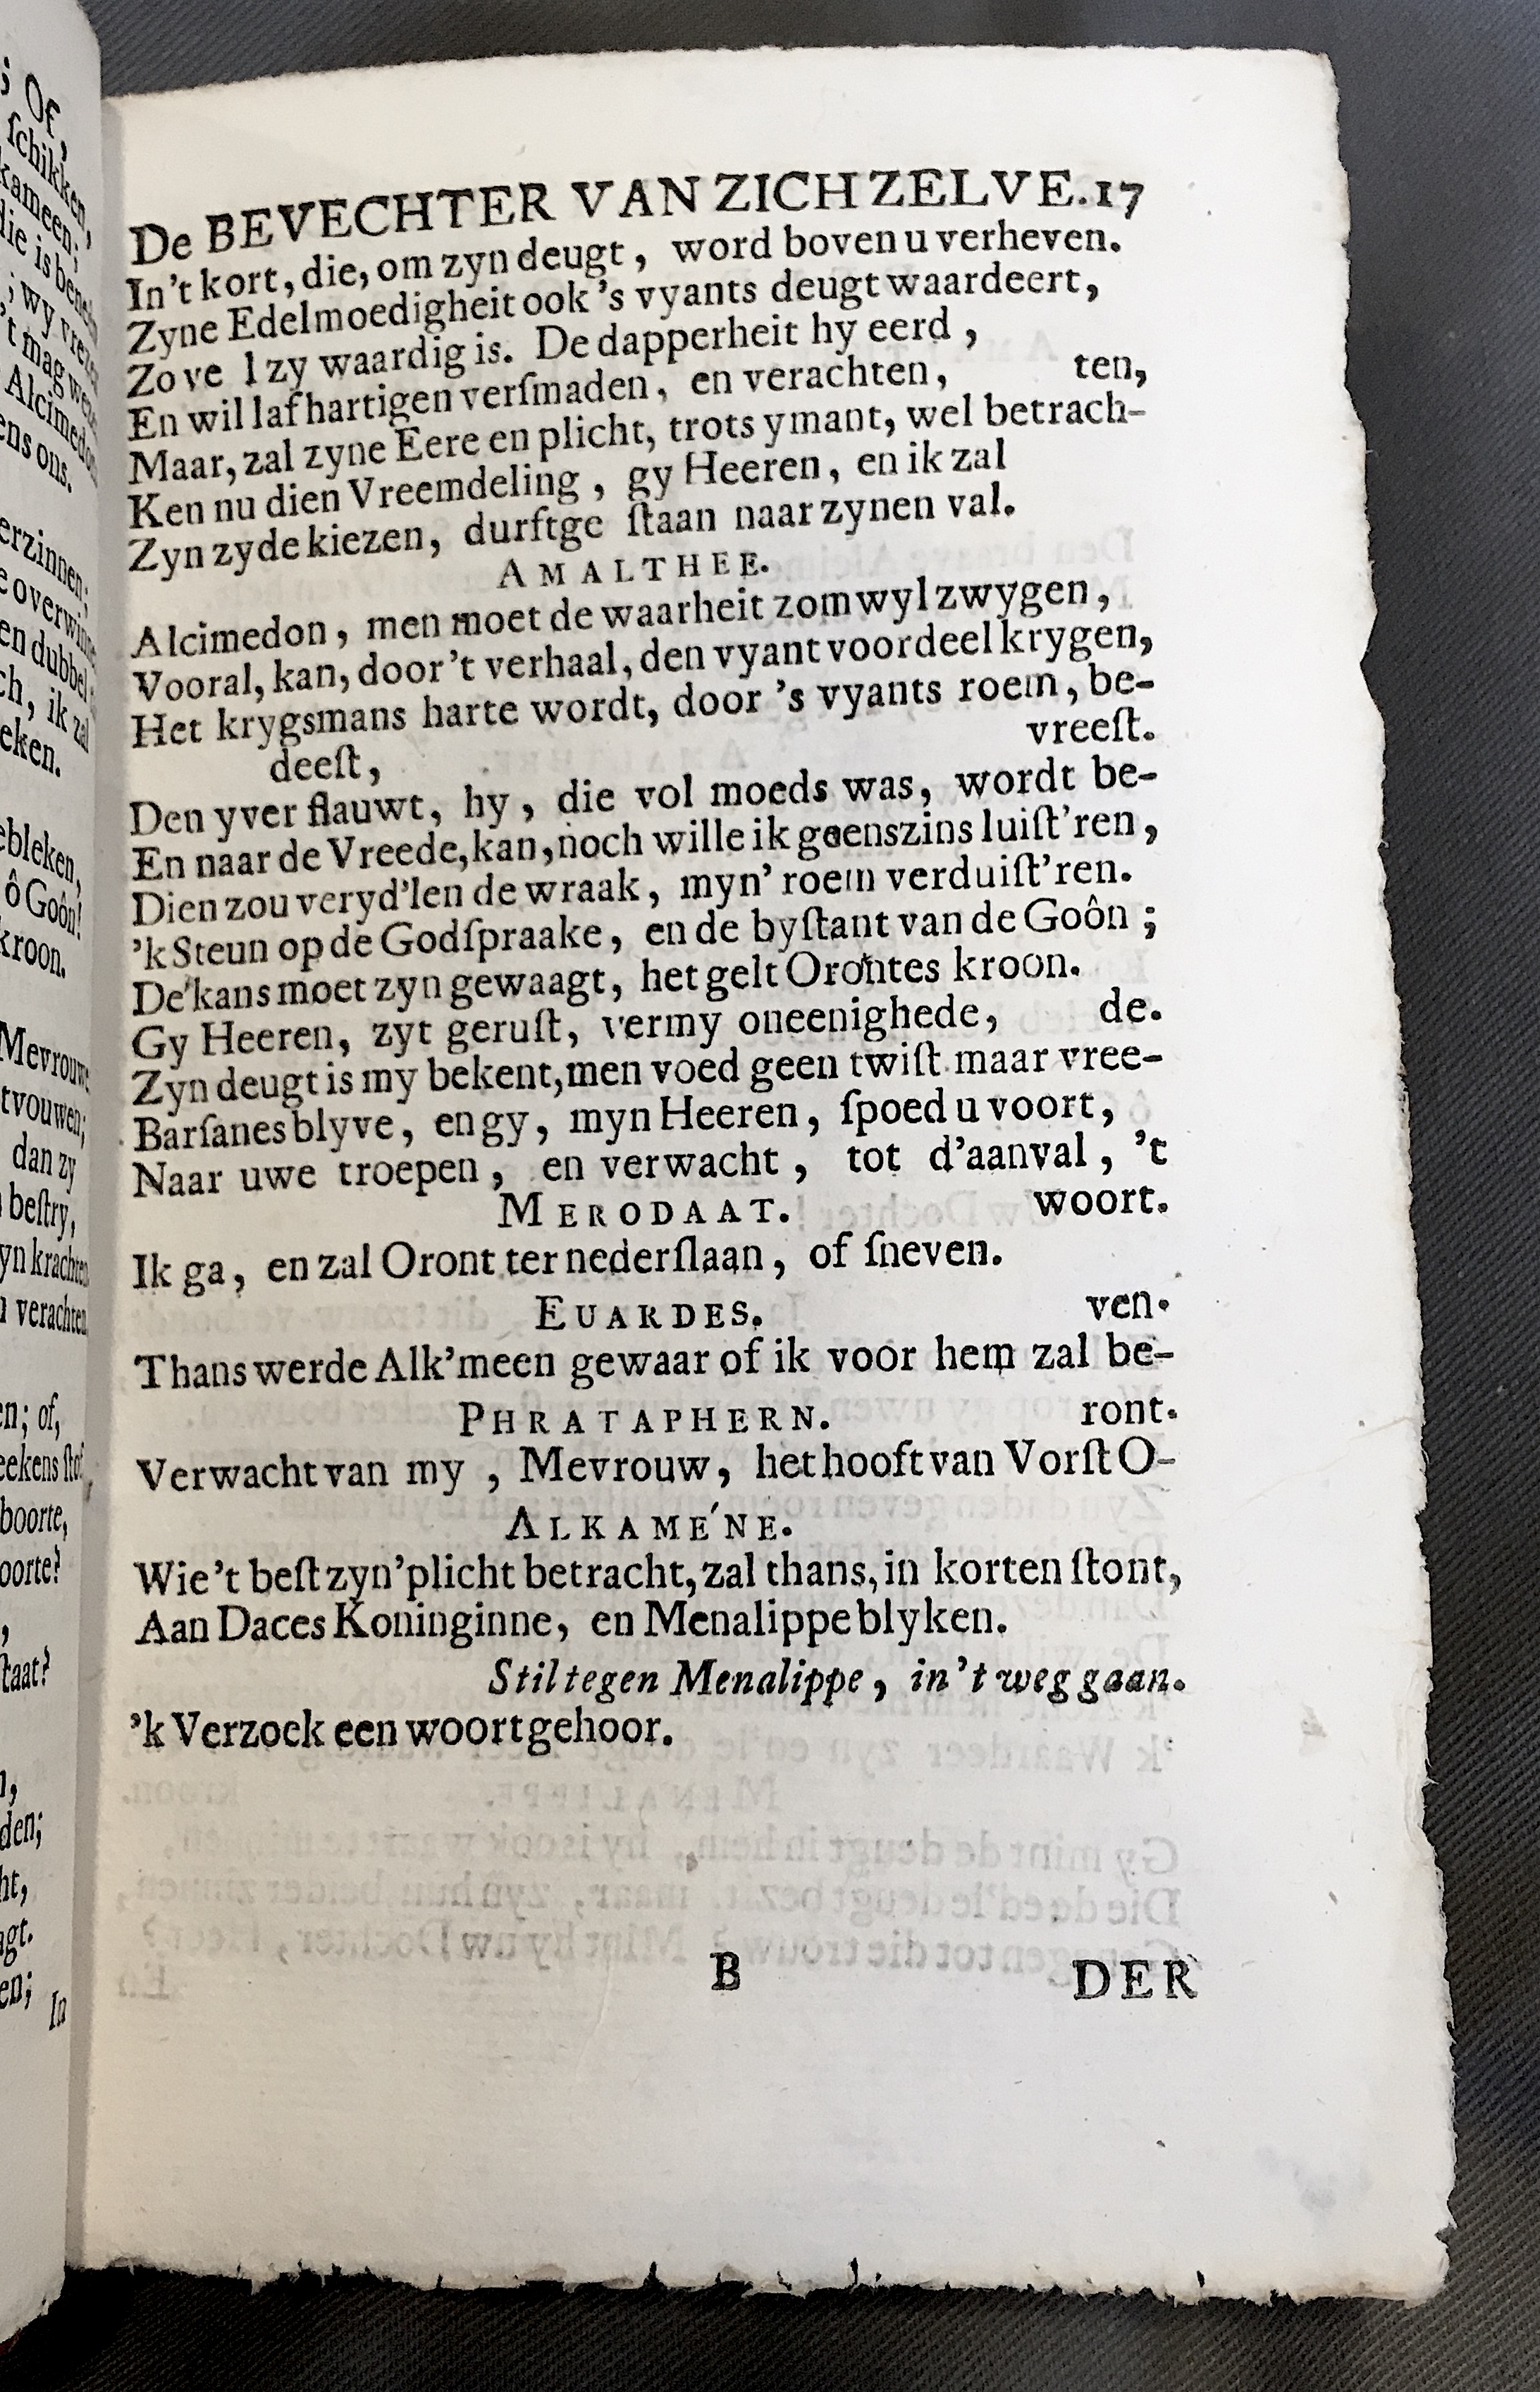 De BEVECHTER VAN ZICH ZELVE. 17
In 't kort, die, om zyn deugt, word boven u verheven.
Zyne Edelmoedigheit ook 's vyants deugt waardeert,
Zo ve l zy waardig is. De dapperheit hy eerd,
En wil lafhartigen verſmaden, en verachten, ten,
Maar, zal zyne Eere en plicht, trots ymant, wel betrach-
Ken nu dien Vreemdeling, gy Heeren, en ik zal
Zyn zyde kiezen, durftge ſtaan naar zynen val.
AMALTHEE.
Alcimedon, men moet de waarheit zomwyl zwygen,
Vooral, kan, door 't verhaal, den vyant voordeel krygen,
Het krygsmans harte wordt, door 's vyants roem, be-
deeſt, vreeſt.
Den yver flauwt, hy, die vol moeds was, wordt be-
En naar de Vreede, kan, noch wille ik geenszins luiſt'ren,
Dien zou veryd'len de wraak, myn' roem verduiſt'ren.
'k Steun op de Godſpraake, en de byſtant van de Goôn;
De kans moet zyn gewaagt, het gelt Orontes kroon.
Gy Heeren, zyt geruſt, vermy oneenighede, de.
Zyn deugt is my bekent, men voed geen twiſt maar vree-
Barſanes blyve, en gy, myn Heeren, ſpoed u voort,
Naar uwe troepen, en verwacht, tot d'aanval, 't
MERODAAT. woort.
Ik ga, en zal Oront ter nederſlaan, of ſneven.
EUARDES. ven.
Thans werde Alk'meen gewaar of ik voor hem zal be-
PHRATAPHERN. ront.
Verwacht van my, Mevrouw, het hooft van Vorſt O-
ALKAME'NE.
Wie 't beſt zyn' plicht betracht, zal thans, in korten ſtont,
Aan Daces Koninginne, en Menalippe blyken.
Stil tegen Menalippe, in 't weg gaan.
'k Verzoek een woort gehoor.
B DER